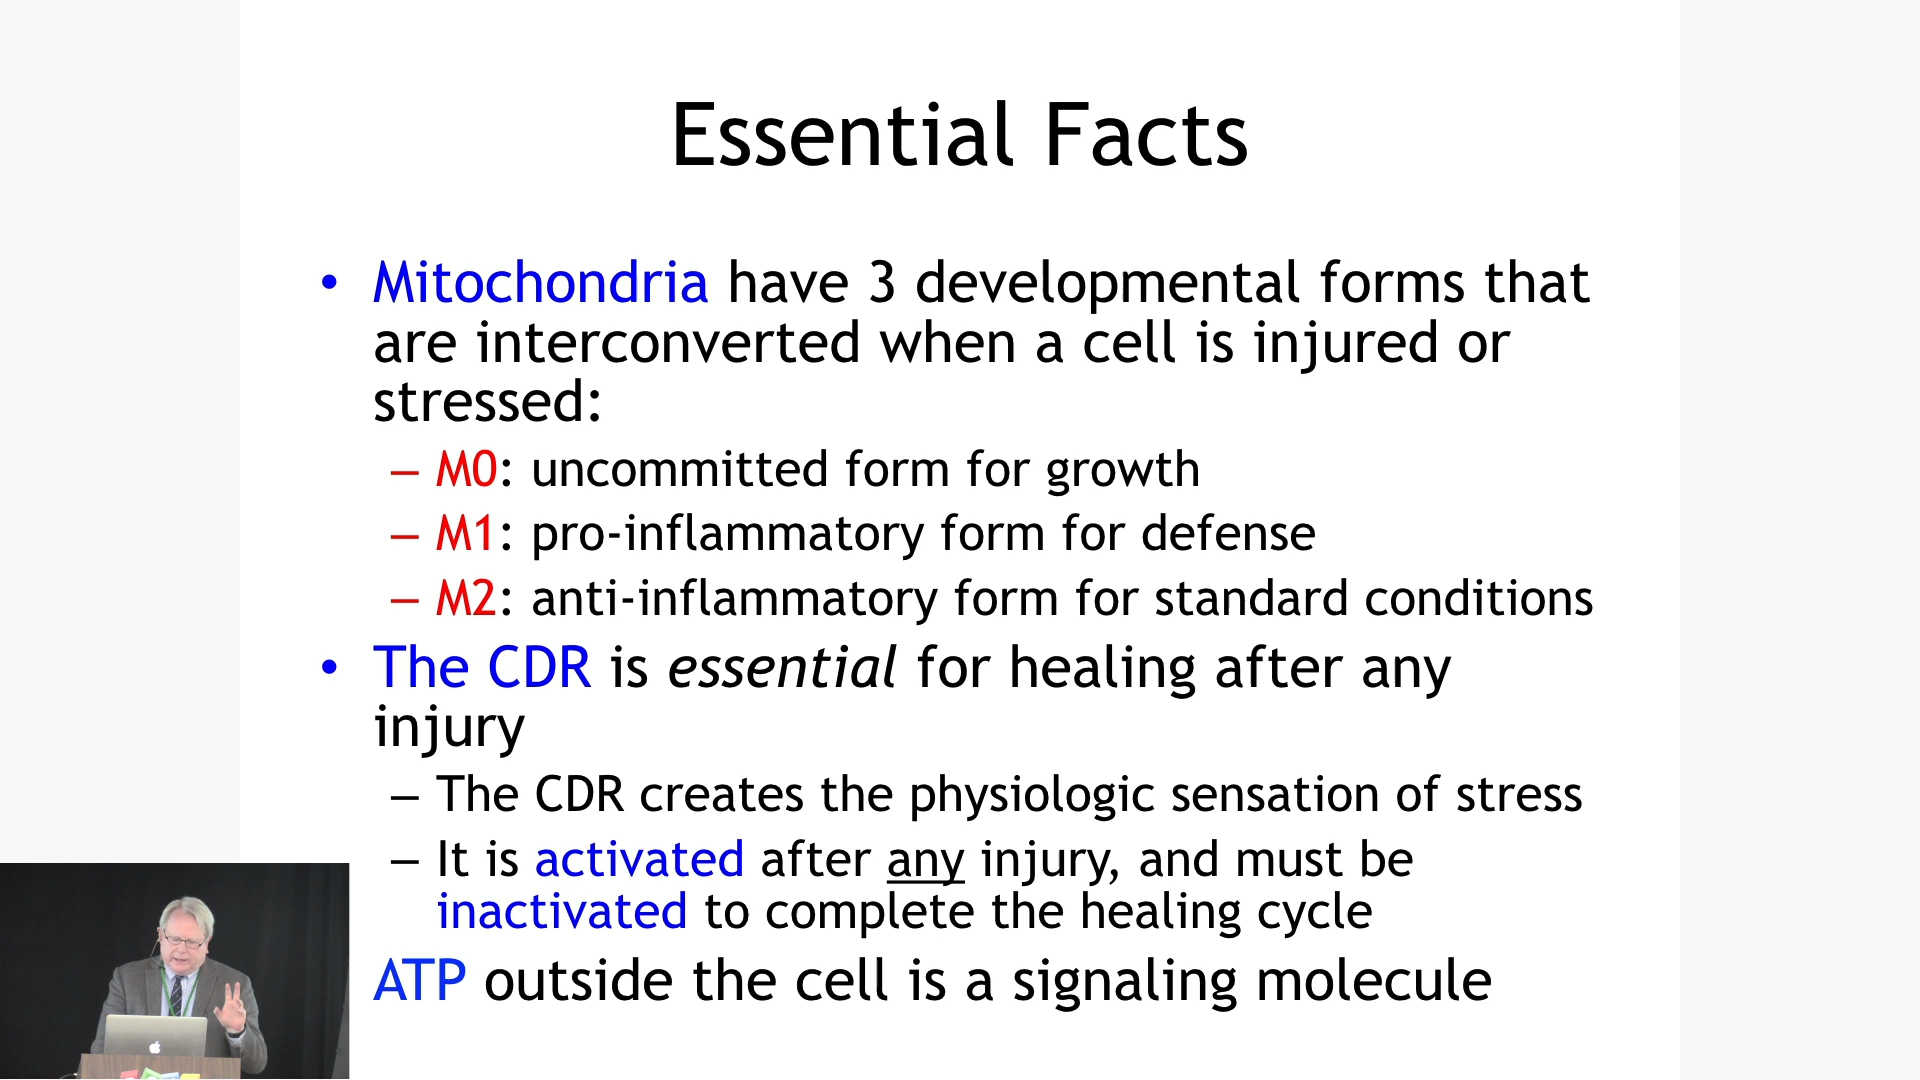 Essential Facts
• Mitochondria have 3 developmental forms that
are interconverted when a cell is injured or
stressed:
– M0: uncommitted form for growth
– M1: pro-inflammatory form for defense
– M2: anti-inflammatory form for standard conditions
• The CDR is essential for healing after any
injury
– The CDR creates the physiologic sensation of stress
– It is activated after any injury, and must be
inactivated to complete the healing cycle
ATP outside the cell is a signaling molecule